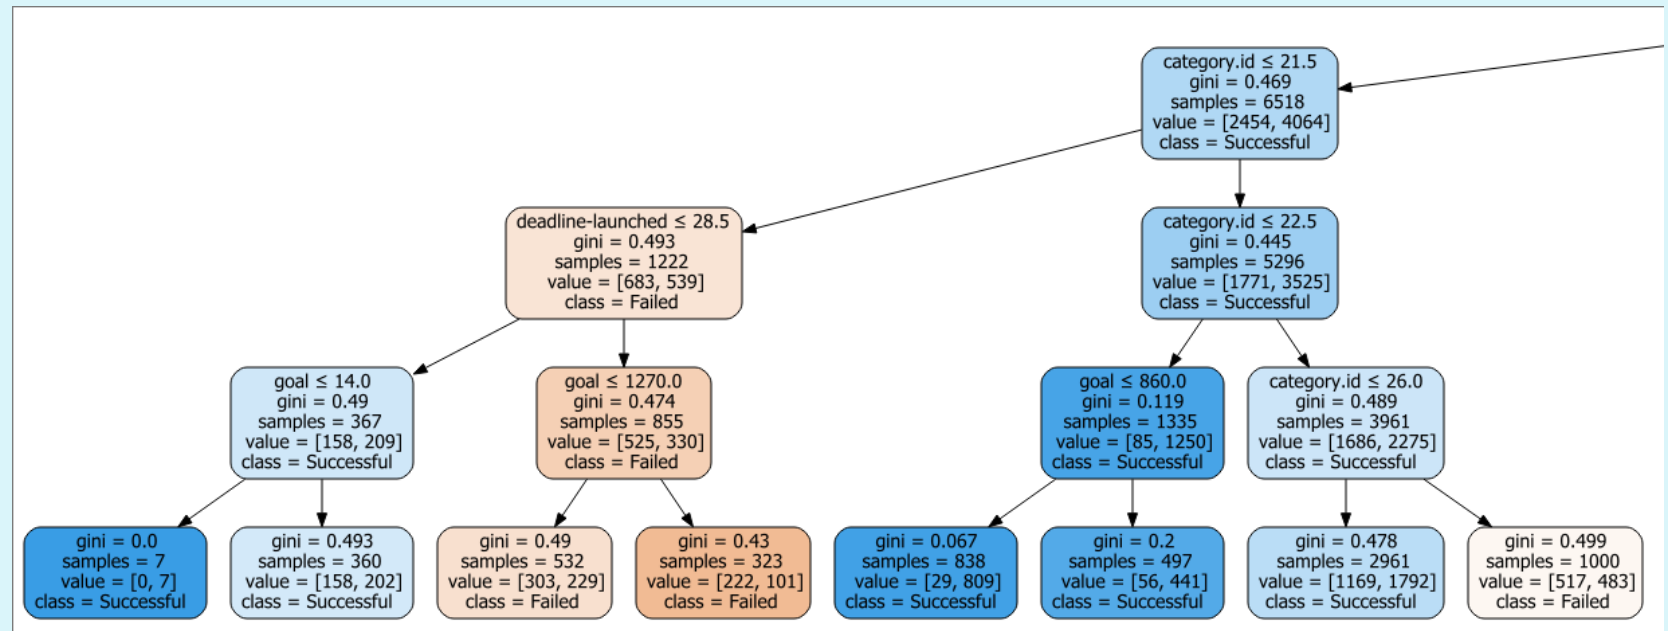 category.id ≤ 21.5
gini = 0.469
samples = 6518
value = [2454, 4064]
class = Successful
deadline-launched ≤ 28.5
gini = 0.493
samples = 1222
value = [683, 539]
class = Failed
category.id ≤ 22.5
gini = 0.445
samples = 5296
value = [1771, 3525]
class = Successful
goal ≤ 14.0
gini = 0.49
samples = 367
value = [158, 209]
class = Successful
goal ≤ 1270.0
gini = 0.474
samples = 855
value = [525, 330]
class = Failed
goal ≤ 860.0
gini = 0.119
samples = 1335
value = [85, 1250]
class = Successful
category.id ≤ 26.0
gini = 0.489
samples = 3961
value = [1686, 2275]
class = Successful
gini = 0.0
samples = 7
value = [0, 7]
class = Successful
gini = 0.493
samples = 360
value = [158, 202]
class = Successful
gini = 0.49
samples = 532
value = [303, 229]
class = Failed
gini = 0.43
samples = 323
value = [222, 101]
class = Failed
gini = 0.067
samples = 838
value = [29, 809]
class = Successful
gini = 0.2
samples = 497
value = [56, 441]
class = Successful
gini = 0.478
samples = 2961
value = [1169, 1792]
class = Successful
gini = 0.499
samples = 1000
value = [517, 483]
class = Failed